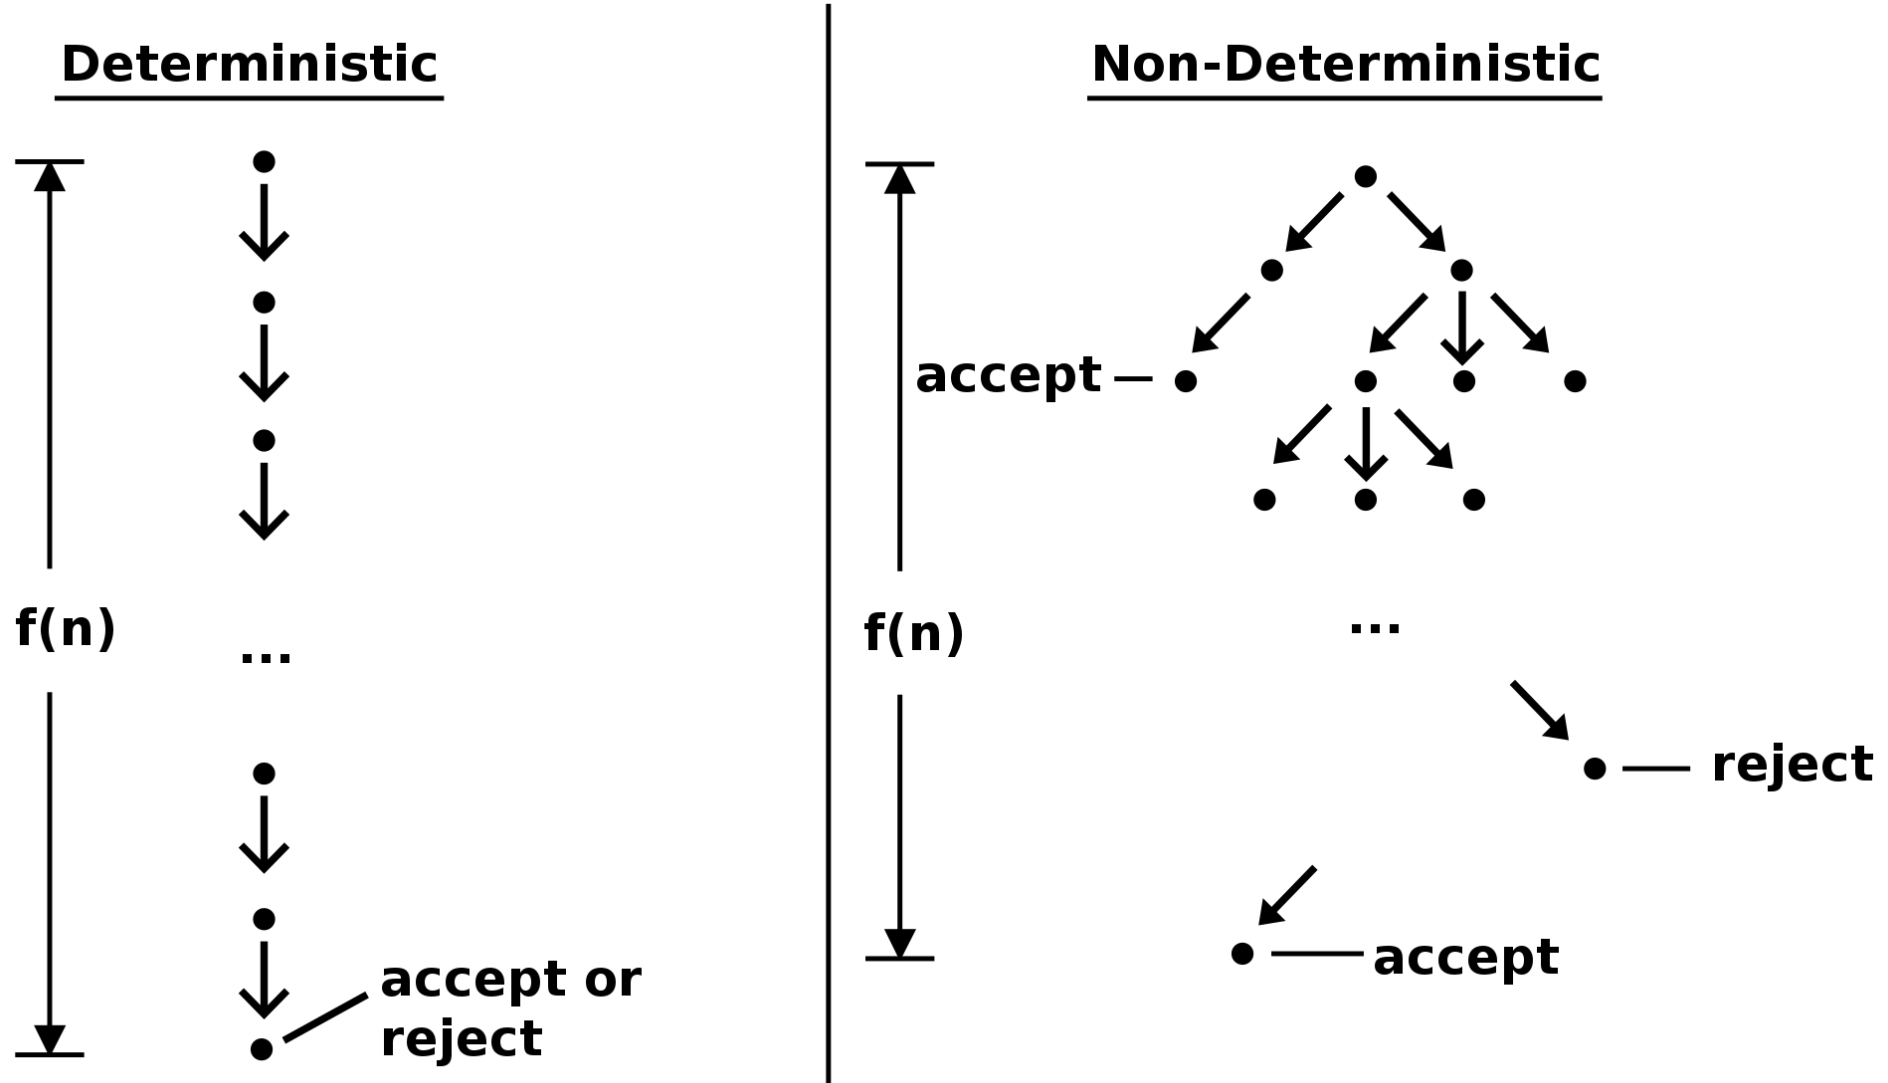 Deterministic
f(n)
...
accept or
reject
Non-Deterministic
accept
f(n)
...
reject
accept